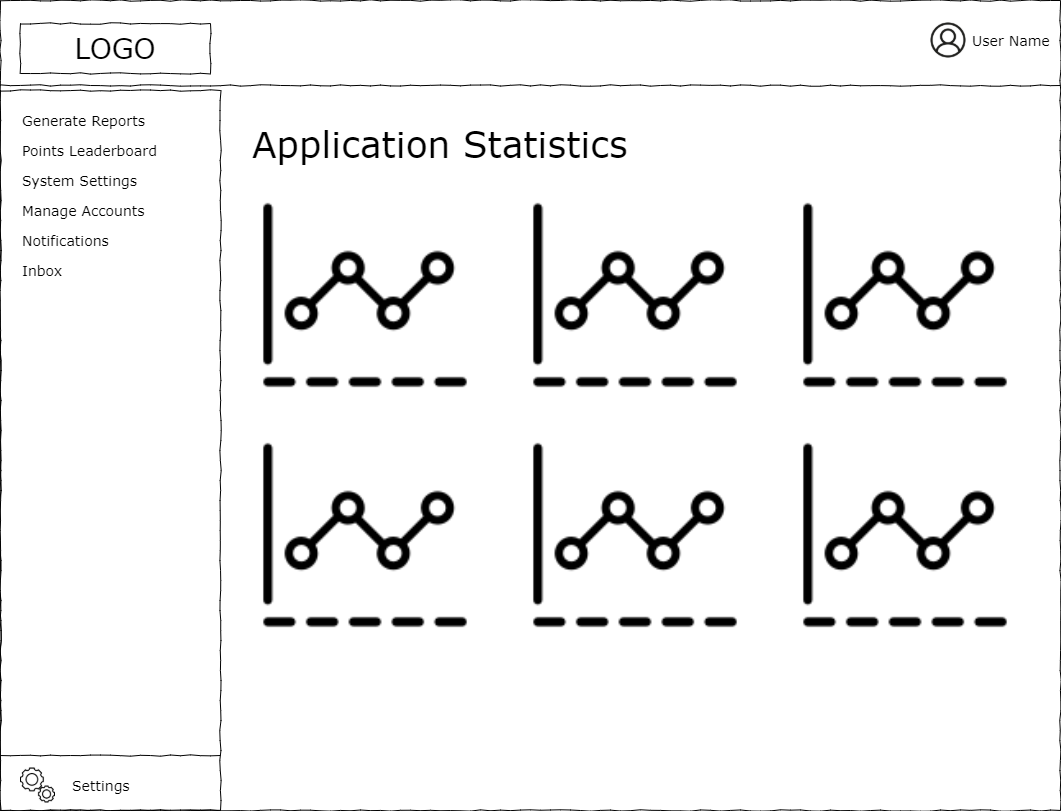 LOGO
User Name
Generate Reports
Points Leaderboard
System Settings
Manage Accounts
Notifications
Inbox
Application Statistics
Settings